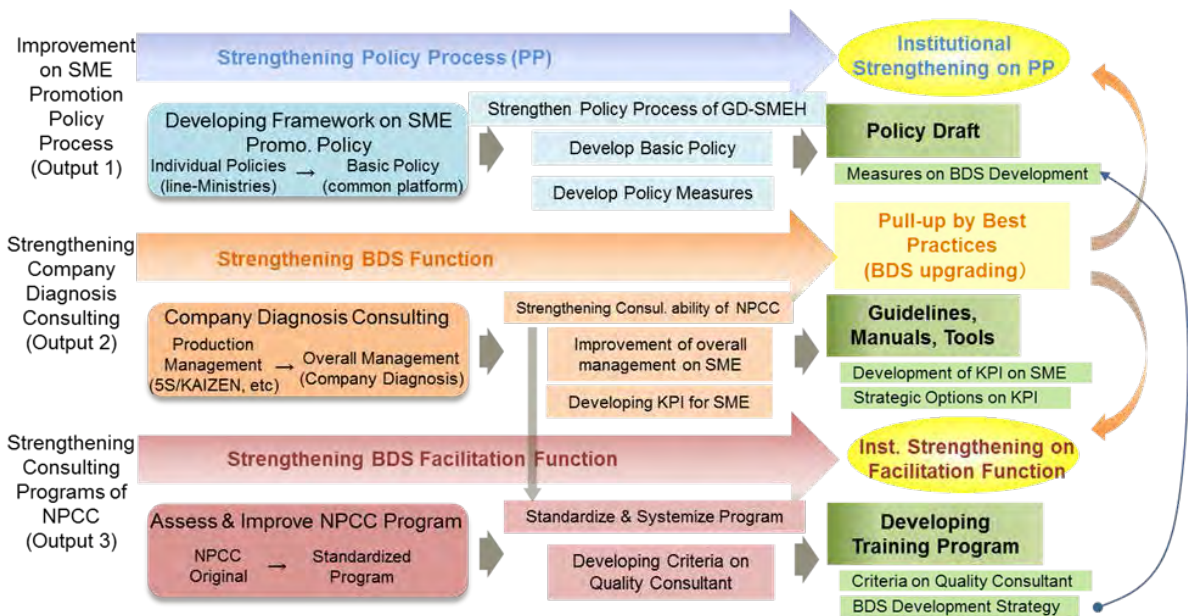 Improvement
on SME
Promotion
Policy
Process
(Output 1)
Strengthening Policy Process (PP)
Institutional
Strengthening on PP
Developing Framework on SME
Promo. Policy
Individual Policies → Basic Policy
(line-Ministries) (common platform)
Strengthen Policy Process of GD-SMEH
Develop Basic Policy
Develop Policy Measures
Policy Draft
Measures on BDS Development
Strengthening
Company
Diagnosis
Consulting
(Output 2)
Strengthening BDS Function
Pull-up by Best
Practices
(BDS upgrading)
Company Diagnosis Consulting
Production
Management → Overall Management
(5S/KAIZEN, etc) (Company Diagnosis)
Strengthening Consul. ability of NPCC
Improvement of overall
management on SME
Developing KPI for SME
Guidelines,
Manuals, Tools
Development of KPI on SME
Strategic Options on KPI
Strengthening
Consulting
Programs of
NPCC
(Output 3)
Strengthening BDS Facilitation Function
Inst. Strengthening on
Facilitation Function
Assess & Improve NPCC Program
NPCC → Standardized
Original Program
Standardize & Systemize Program
Developing Criteria on
Quality Consultant
Developing
Training Program
Criteria on Quality Consultant
BDS Development Strategy